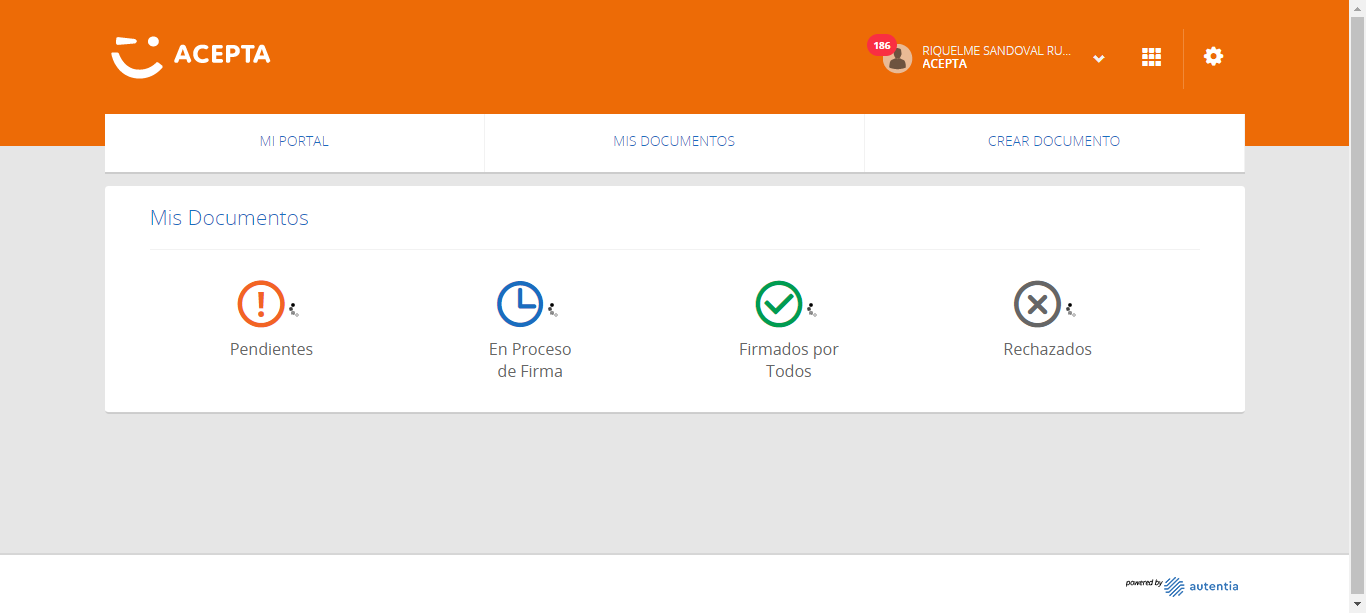 ACEPTA
186
RIQUELME SANDOVAL RU...
ACEPTA
MI PORTAL
MIS DOCUMENTOS
CREAR DOCUMENTO
Mis Documentos
Pendientes
En Proceso
de Firma
Firmados por
Todos
Rechazados
powered by
autentia